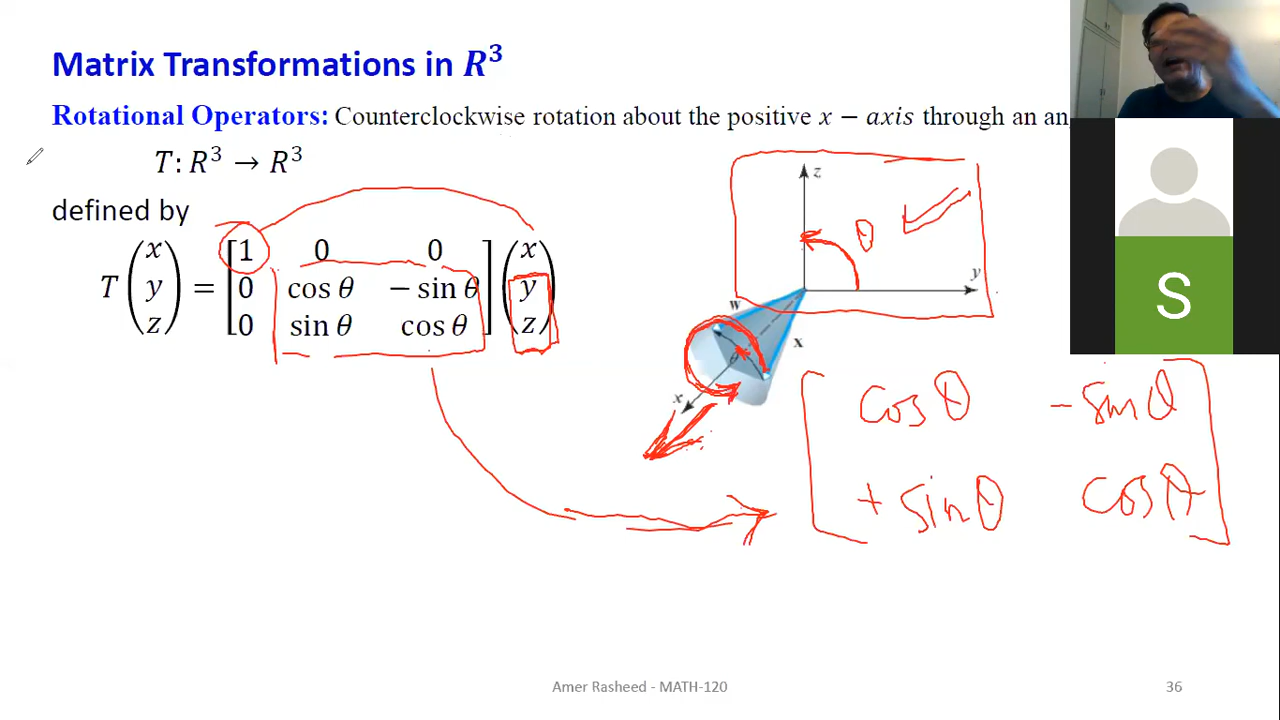 Matrix Transformations in R³
Rotational Operators: Counterclockwise rotation about the positive x − axis through an
T: R³ → R³
defined by
T (x y z) = [1 0 0; 0 cos θ − sin θ; 0 sin θ cos θ] (x y z)
z
θ
y
w
x
θ
x
cos θ − sin θ
+ sin θ cos θ
S
Amer Rasheed - MATH-120
36